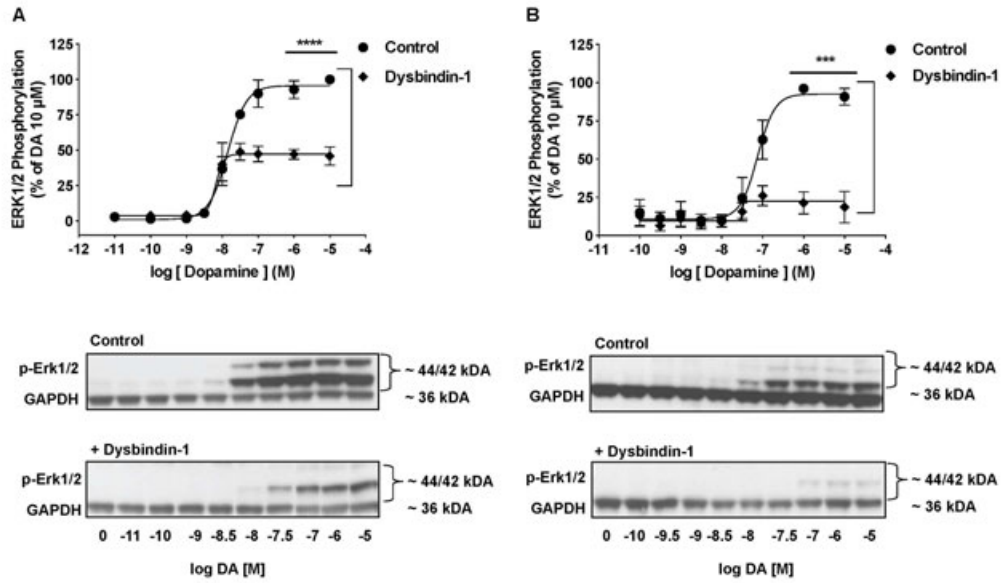 A
ERK1/2 Phosphorylation
(% of DA 10 µM)
125
100
75
50
25
0
-12 -11 -10 -9 -8 -7 -6 -5 -4
log [ Dopamine ] (M)
****
Control
Dysbindin-1
B
ERK1/2 Phosphorylation
(% of DA 10 µM)
125
100
75
50
25
0
-11 -10 -9 -8 -7 -6 -5 -4
log [ Dopamine ] (M)
***
Control
Dysbindin-1
Control
p-Erk1/2
GAPDH
~ 44/42 kDA
~ 36 kDA
+ Dysbindin-1
p-Erk1/2
GAPDH
~ 44/42 kDA
~ 36 kDA
0 -11 -10 -9 -8.5 -8 -7.5 -7 -6 -5
log DA [M]
Control
p-Erk1/2
GAPDH
~ 44/42 kDA
~ 36 kDA
+ Dysbindin-1
p-Erk1/2
GAPDH
~ 44/42 kDA
~ 36 kDA
0 -10 -9.5 -9 -8.5 -8 -7.5 -7 -6 -5
log DA [M]